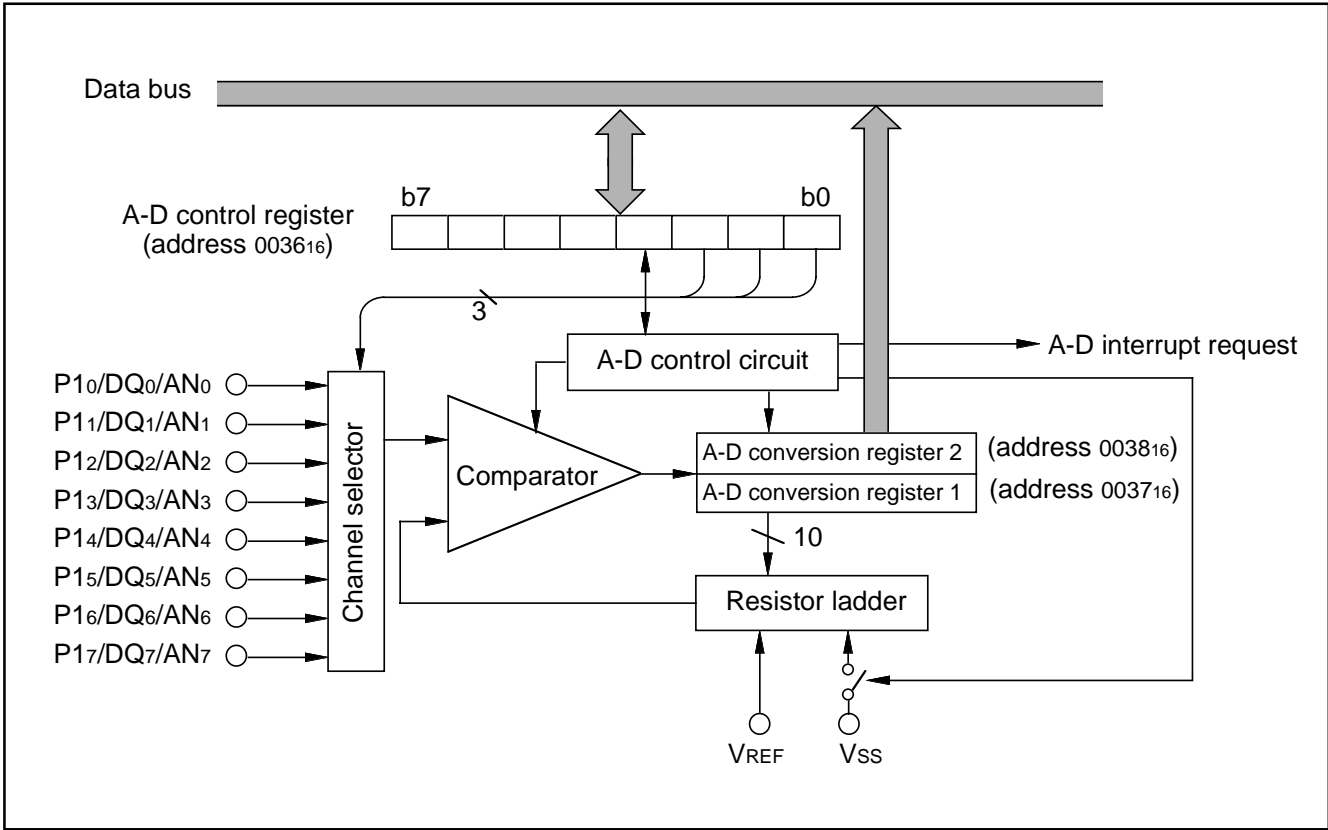 Data bus
b7 b0
A-D control register
(address 0036₁₆)
3
A-D control circuit
A-D interrupt request
P1₀/DQ₀/AN₀
P1₁/DQ₁/AN₁
P1₂/DQ₂/AN₂
P1₃/DQ₃/AN₃
P1₄/DQ₄/AN₄
P1₅/DQ₅/AN₅
P1₆/DQ₆/AN₆
P1₇/DQ₇/AN₇
Channel selector
Comparator
A-D conversion register 2 (address 0038₁₆)
A-D conversion register 1 (address 0037₁₆)
10
Resistor ladder
VREF VSS